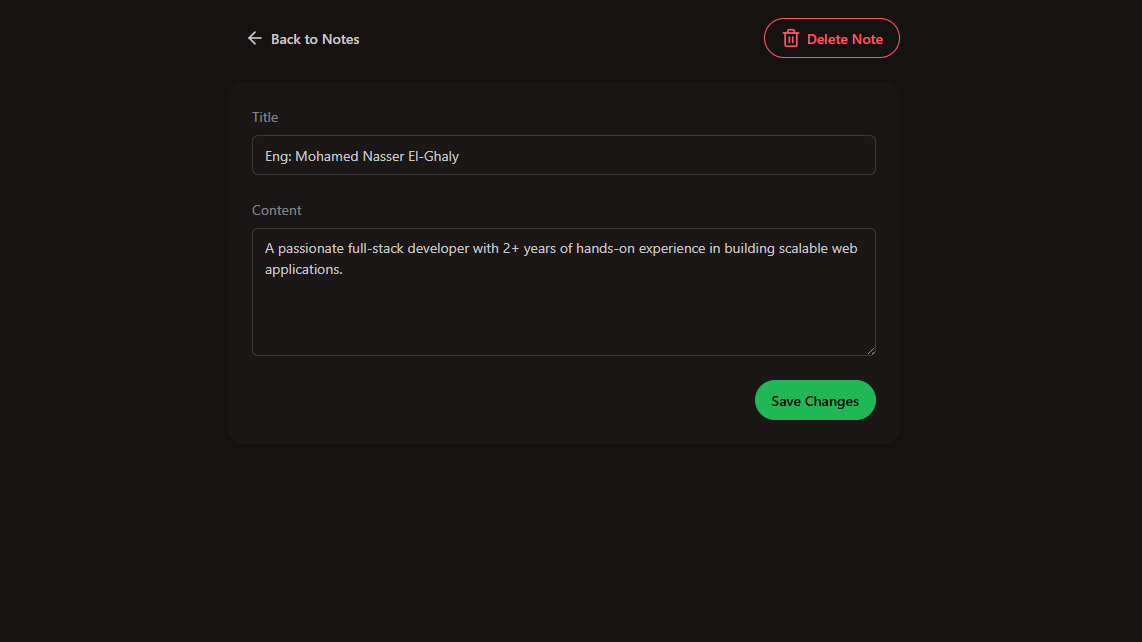 Back to Notes
Delete Note
Title
Eng: Mohamed Nasser El-Ghaly
Content
A passionate full-stack developer with 2+ years of hands-on experience in building scalable web
applications.
Save Changes